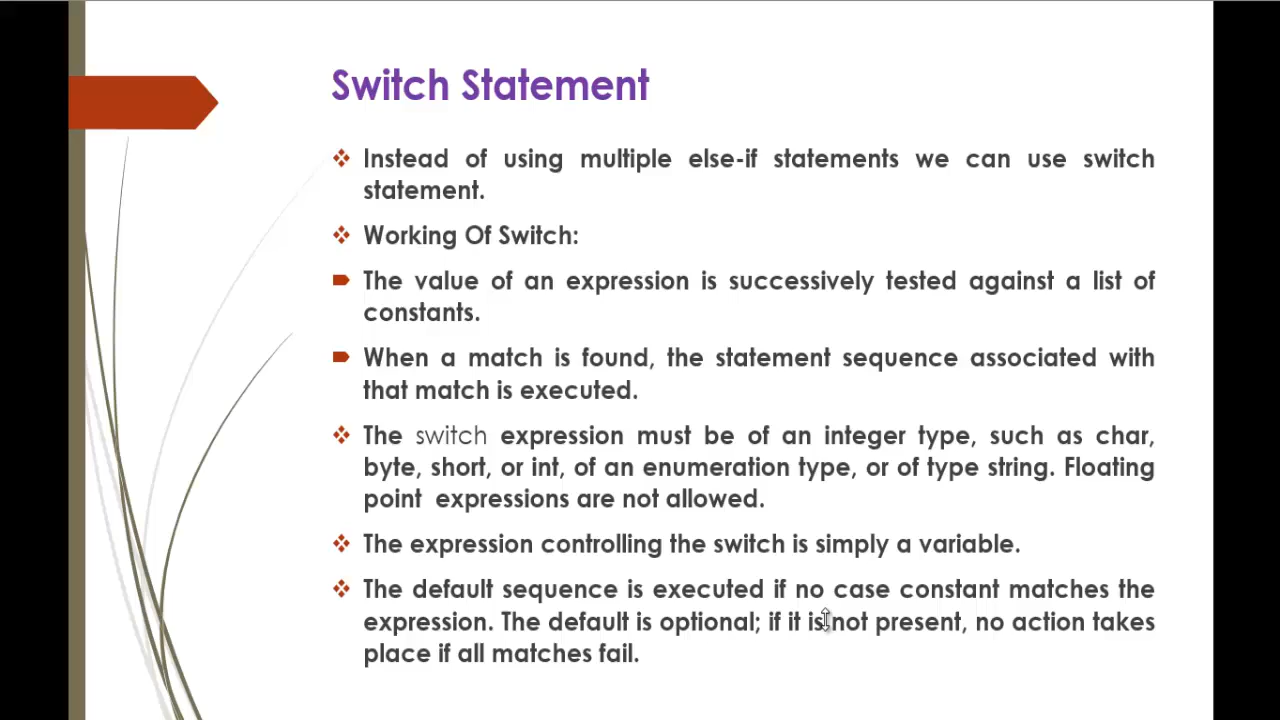 Switch Statement
Instead of using multiple else-if statements we can use switch
statement.
Working Of Switch:
The value of an expression is successively tested against a list of
constants.
When a match is found, the statement sequence associated with
that match is executed.
The switch expression must be of an integer type, such as char,
byte, short, or int, of an enumeration type, or of type string. Floating
point expressions are not allowed.
The expression controlling the switch is simply a variable.
The default sequence is executed if no case constant matches the
expression. The default is optional; if it is not present, no action takes
place if all matches fail.